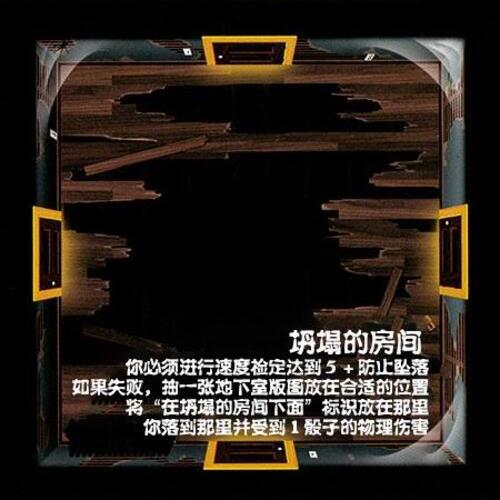 坍塌的房间
你必须进行速度检定达到 5 + 防止坠落
如果失败，抽一张地下室版图放在合适的位置
将“在坍塌的房间下面”标识放在那里
你落到那里并受到 1 骰子的物理伤害